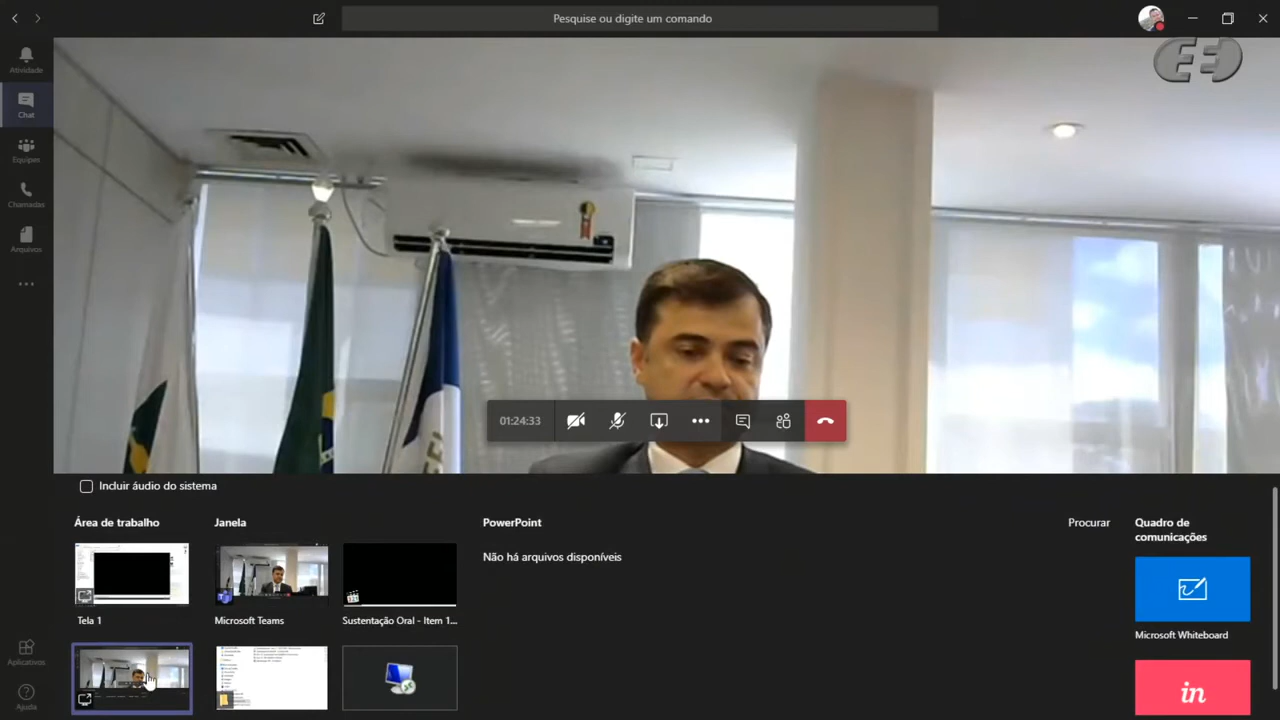 Pesquise ou digite um comando
Atividade
Chat
Equipes
Chamadas
Arquivos
01:24:33
Incluir áudio do sistema
Área de trabalho
Janela
PowerPoint
Procurar
Quadro de
comunicações
Não há arquivos disponíveis
Tela 1
Microsoft Teams
Sustentação Oral - Item 1...
Microsoft Whiteboard
in
Aplicativos
Ajuda